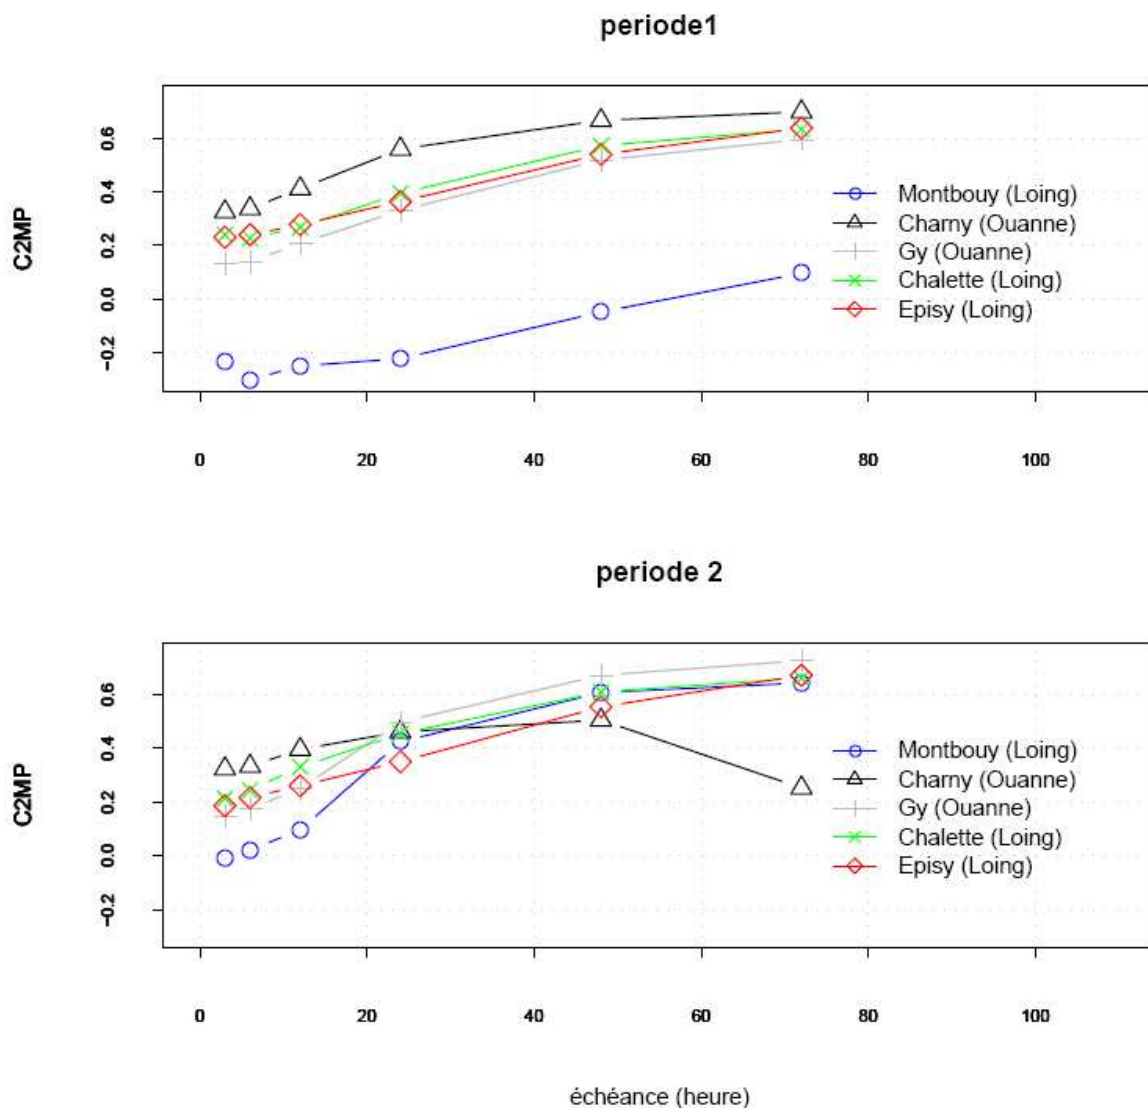 periode1
C2MP
0.6
0.4
0.2
0.0
−0.2
Montbouy (Loing)
Charny (Ouanne)
Gy (Ouanne)
Chalette (Loing)
Episy (Loing)
0 20 40 60 80 100
periode 2
C2MP
0.6
0.4
0.2
0.0
−0.2
Montbouy (Loing)
Charny (Ouanne)
Gy (Ouanne)
Chalette (Loing)
Episy (Loing)
0 20 40 60 80 100
échéance (heure)